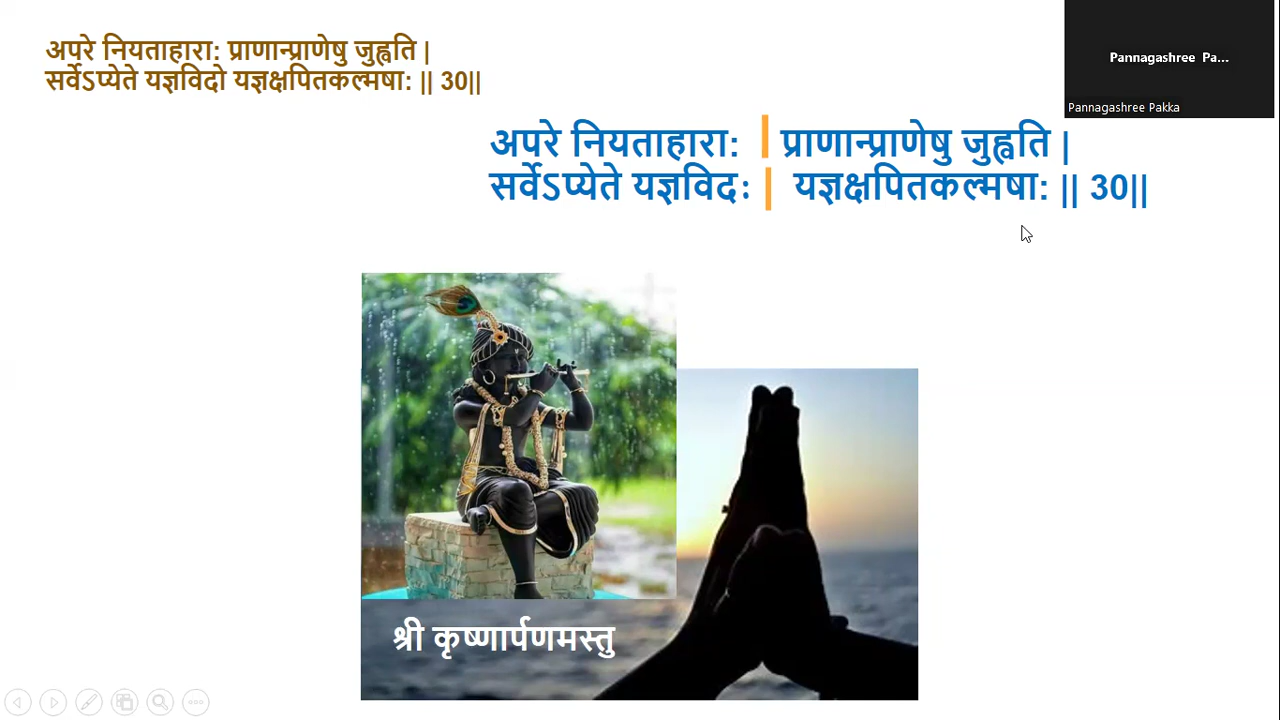 अपरे नियताहारा: प्राणान्प्राणेषु जुह्वति |
सर्वेऽप्येते यज्ञविदो यज्ञक्षपितकल्मषा: || 30||
Pannagashree Pa...
Pannagashree Pakka
अपरे नियताहारा: | प्राणान्प्राणेषु जुह्वति |
सर्वेऽप्येते यज्ञविदः | यज्ञक्षपितकल्मषा: || 30||
श्री कृष्णार्पणमस्तु